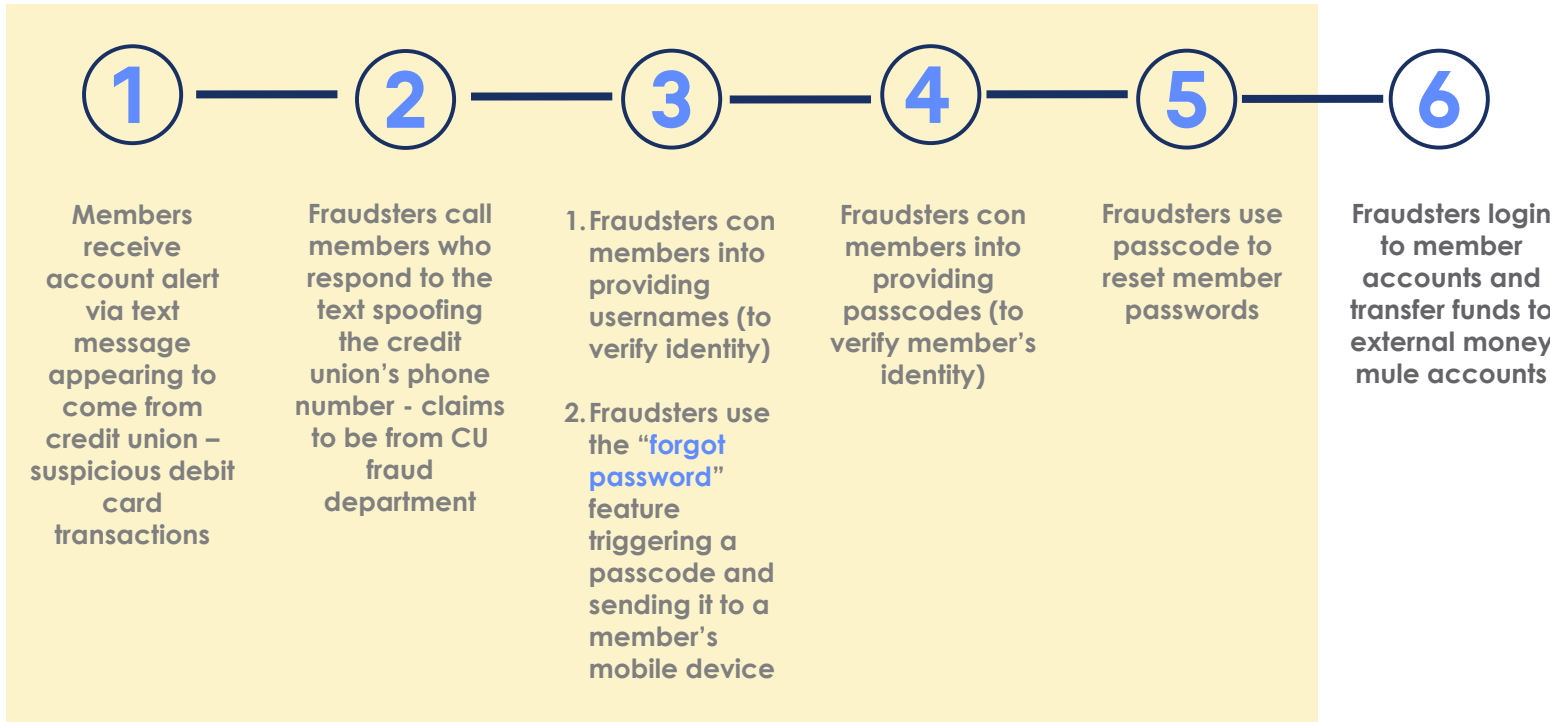 1
Members
receive
account alert
via text
message
appearing to
come from
credit union –
suspicious debit
card
transactions
2
Fraudsters call
members who
respond to the
text spoofing
the credit
union’s phone
number - claims
to be from CU
fraud
department
3
1. Fraudsters con
members into
providing
usernames (to
verify identity)
2. Fraudsters use
the “forgot
password”
feature
triggering a
passcode and
sending it to a
member’s
mobile device
4
Fraudsters con
members into
providing
passcodes (to
verify member’s
identity)
5
Fraudsters use
passcode to
reset member
passwords
6
Fraudsters login
to member
accounts and
transfer funds to
external money
mule accounts